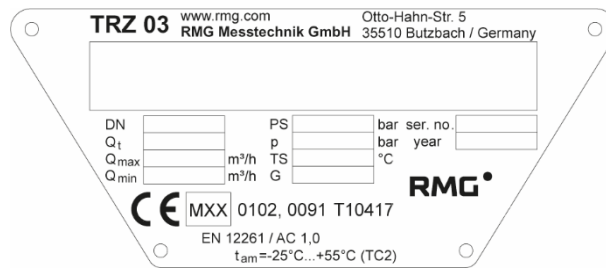 TRZ 03 www.rmg.com Otto-Hahn-Str. 5
RMG Messtechnik GmbH 35510 Butzbach / Germany
DN PS bar ser. no.
Qt p bar year
Qmax m³/h TS °C
Qmin m³/h G
RMG
CE MXX 0102, 0091 T10417
EN 12261 / AC 1,0
tam=-25°C...+55°C (TC2)